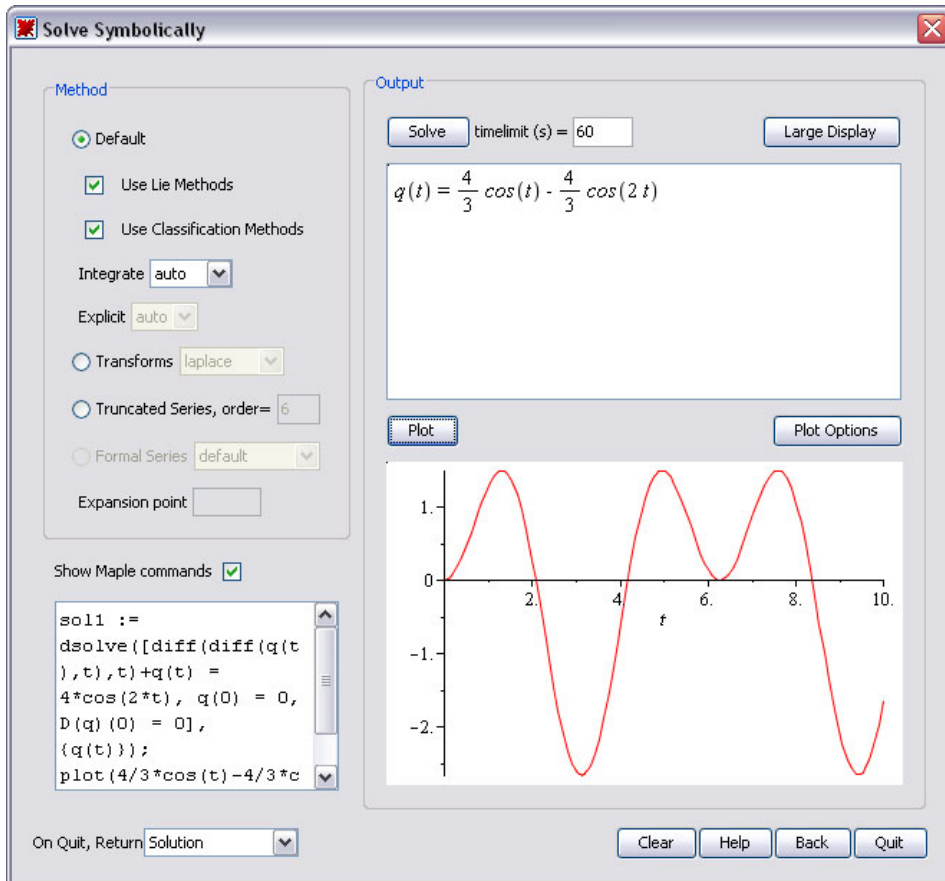 Solve Symbolically
Method
Default
Use Lie Methods
Use Classification Methods
Integrate auto
Explicit auto
Transforms laplace
Truncated Series, order= 6
Formal Series default
Expansion point
Show Maple commands
sol1 :=
dsolve([diff(diff(q(t
),t),t)+q(t) =
4*cos(2*t), q(0) = 0,
D(q)(0) = 0],
{q(t)});
plot(4/3*cos(t)-4/3*c
On Quit, Return Solution
Output
Solve timelimit (s) = 60 Large Display
q(t) = 4/3 cos(t) - 4/3 cos(2 t)
Plot Plot Options
1.
0
-1.
-2.
2. 4. 6. 8. 10.
t
Clear Help Back Quit